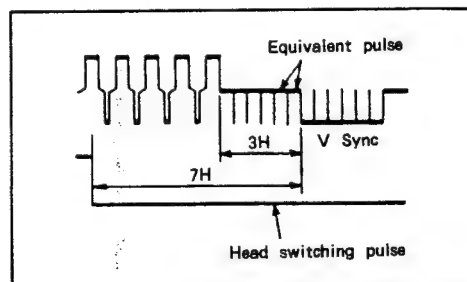 Equivalent pulse
3H
V Sync
7H
Head switching pulse